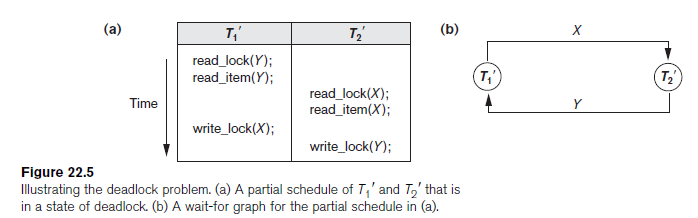 (a)
T₁′ T₂′
read_lock(Y);
read_item(Y);
read_lock(X);
read_item(X);
Time
write_lock(X);
write_lock(Y);
(b)
X
T₁′ T₂′
Y
Figure 22.5
Illustrating the deadlock problem. (a) A partial schedule of T₁′ and T₂′ that is
in a state of deadlock. (b) A wait-for graph for the partial schedule in (a).